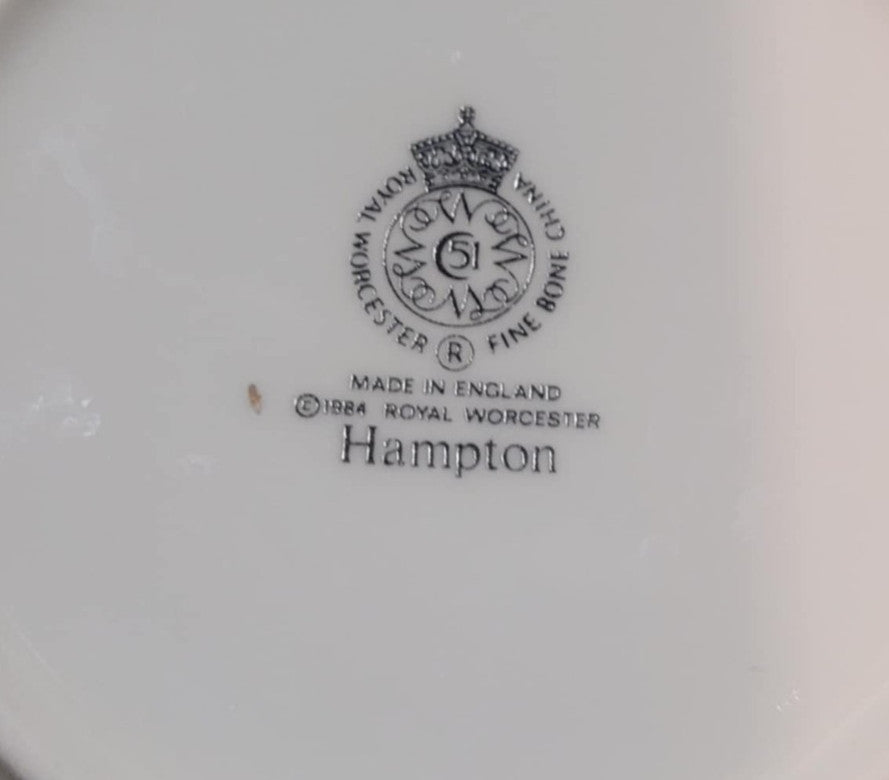 ROYAL WORCESTER
FINE BONE CHINA
51
R
MADE IN ENGLAND
© 1984 ROYAL WORCESTER
Hampton